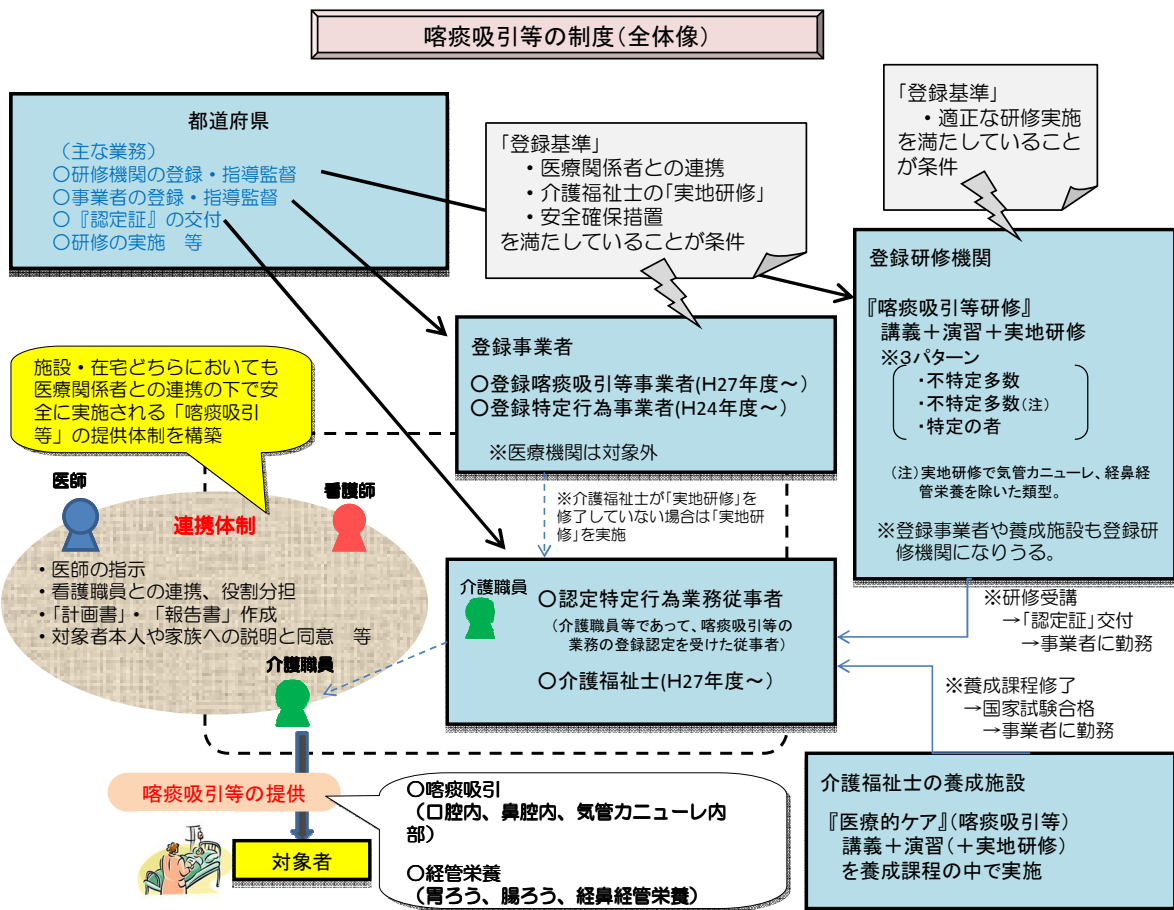 喀痰吸引等の制度(全体像)
都道府県
(主な業務)
○研修機関の登録・指導監督
○事業者の登録・指導監督
○『認定証』の交付
○研修の実施 等
「登録基準」
・医療関係者との連携
・介護福祉士の「実地研修」
・安全確保措置
を満たしていることが条件
「登録基準」
・適正な研修実施
を満たしていること
が条件
登録研修機関
『喀痰吸引等研修』
講義+演習+実地研修
※3パターン
・不特定多数
・不特定多数(注)
・特定の者
(注)実地研修で気管カニューレ、経鼻経
管栄養を除いた類型。
※登録事業者や養成施設も登録研
修機関になりうる。
登録事業者
○登録喀痰吸引等事業者(H27年度~)
○登録特定行為事業者(H24年度~)
※医療機関は対象外
施設・在宅どちらにおいても
医療関係者との連携の下で安
全に実施される「喀痰吸引
等」の提供体制を構築
医師
看護師
連携体制
・医師の指示
・看護職員との連携、役割分担
・「計画書」・「報告書」作成
・対象者本人や家族への説明と同意 等
介護職員
※介護福祉士が「実地研修」を
修了していない場合は「実地研
修」を実施
介護職員
○認定特定行為業務従事者
(介護職員等であって、喀痰吸引等の
業務の登録認定を受けた従事者)
○介護福祉士(H27年度~)
※研修受講
→「認定証」交付
→事業者に勤務
※養成課程修了
→国家試験合格
→事業者に勤務
喀痰吸引等の提供
対象者
○喀痰吸引
(口腔内、鼻腔内、気管カニューレ内
部)
○経管栄養
(胃ろう、腸ろう、経鼻経管栄養)
介護福祉士の養成施設
『医療的ケア』(喀痰吸引等)
講義+演習(+実地研修)
を養成課程の中で実施